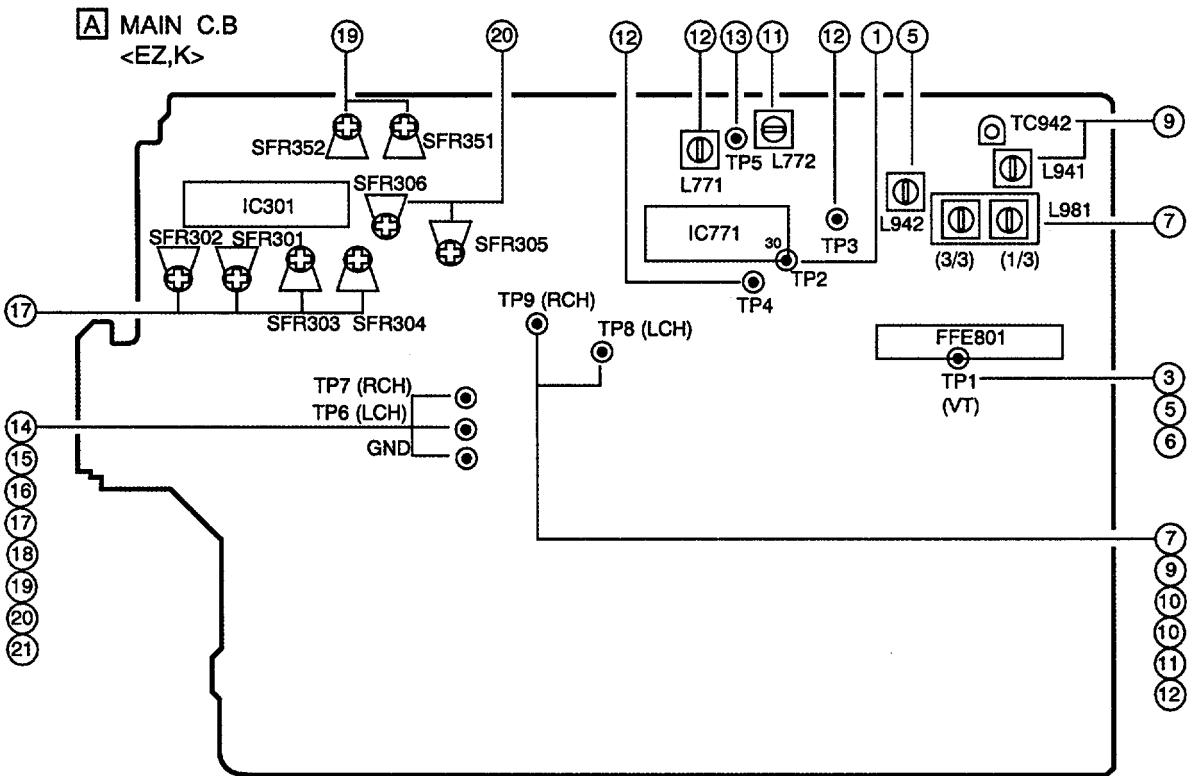 A MAIN C.B
<EZ,K>
19 20 12 12 13 11 12 1 5
TC942 9
SFR352 SFR351
TP5 L772
L771
L941
SFR306
IC301
IC771
30
TP3
L942
L981 7
SFR302 SFR301
SFR305
(3/3) (1/3)
TP2
TP4
17
SFR303 SFR304
TP9 (RCH)
TP8 (LCH)
FFE801
TP1
(VT)
3
5
6
TP7 (RCH)
TP6 (LCH)
GND
14
15
16
17
18
19
20
21
7
9
10
10
11
12